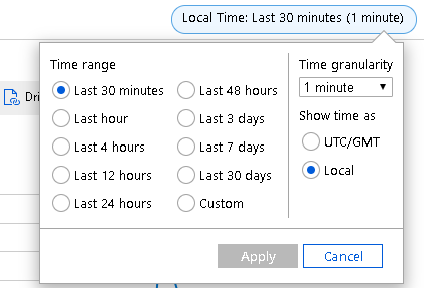 Local Time: Last 30 minutes (1 minute)
Time range
Last 30 minutes
Last hour
Last 4 hours
Last 12 hours
Last 24 hours
Last 48 hours
Last 3 days
Last 7 days
Last 30 days
Custom
Time granularity
1 minute
Show time as
UTC/GMT
Local
Apply
Cancel